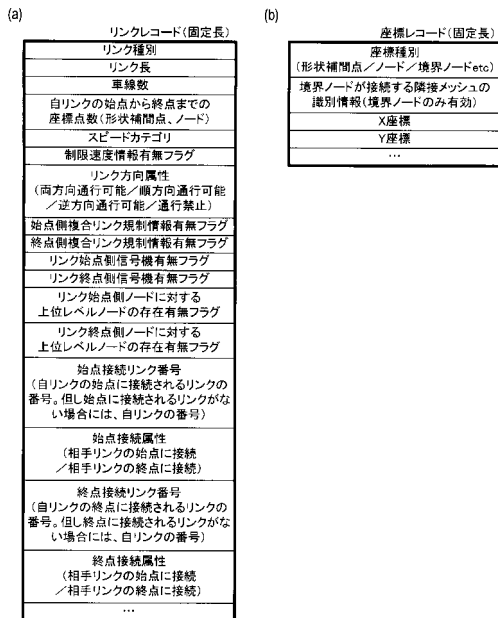 (a)
リンクレコード(固定長)
リンク種別
リンク長
車線数
自リンクの始点から終点までの
座標点数(形状補間点、ノード)
スピードカテゴリ
制限速度情報有無フラグ
リンク方向属性
(両方向通行可能/順方向通行可能
/逆方向通行可能/通行禁止)
始点側複合リンク規制情報有無フラグ
終点側複合リンク規制情報有無フラグ
リンク始点側信号機有無フラグ
リンク終点側信号機有無フラグ
リンク始点側ノードに対する
上位レベルノードの存在有無フラグ
リンク終点側ノードに対する
上位レベルノードの存在有無フラグ
始点接続リンク番号
(自リンクの始点に接続されるリンクの
番号。但し始点に接続されるリンクがな
い場合には、自リンクの番号)
始点接続属性
(相手リンクの始点に接続
/相手リンクの終点に接続)
終点接続リンク番号
(自リンクの終点に接続されるリンクの
番号。但し終点に接続されるリンクがな
い場合には、自リンクの番号)
終点接続属性
(相手リンクの始点に接続
/相手リンクの終点に接続)
…
(b)
座標レコード(固定長)
座標種別
(形状補間点/ノード/境界ノードetc)
境界ノードが接続する隣接メッシュの
識別情報(境界ノードのみ有効)
X座標
Y座標
…